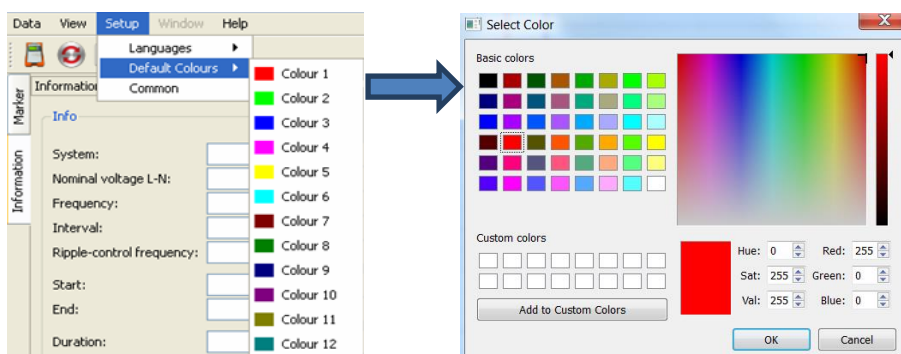 Data View Setup Window Help
Languages
Default Colours
Common
Colour 1
Colour 2
Colour 3
Colour 4
Colour 5
Colour 6
Colour 7
Colour 8
Colour 9
Colour 10
Colour 11
Colour 12
Marker
Information
Information
Info
System:
Nominal voltage L-N:
Frequency:
Interval:
Ripple-control frequency:
Start:
End:
Duration:
Select Color
Basic colors
Custom colors
Add to Custom Colors
Hue: 0 Red: 255
Sat: 255 Green: 0
Val: 255 Blue: 0
OK Cancel